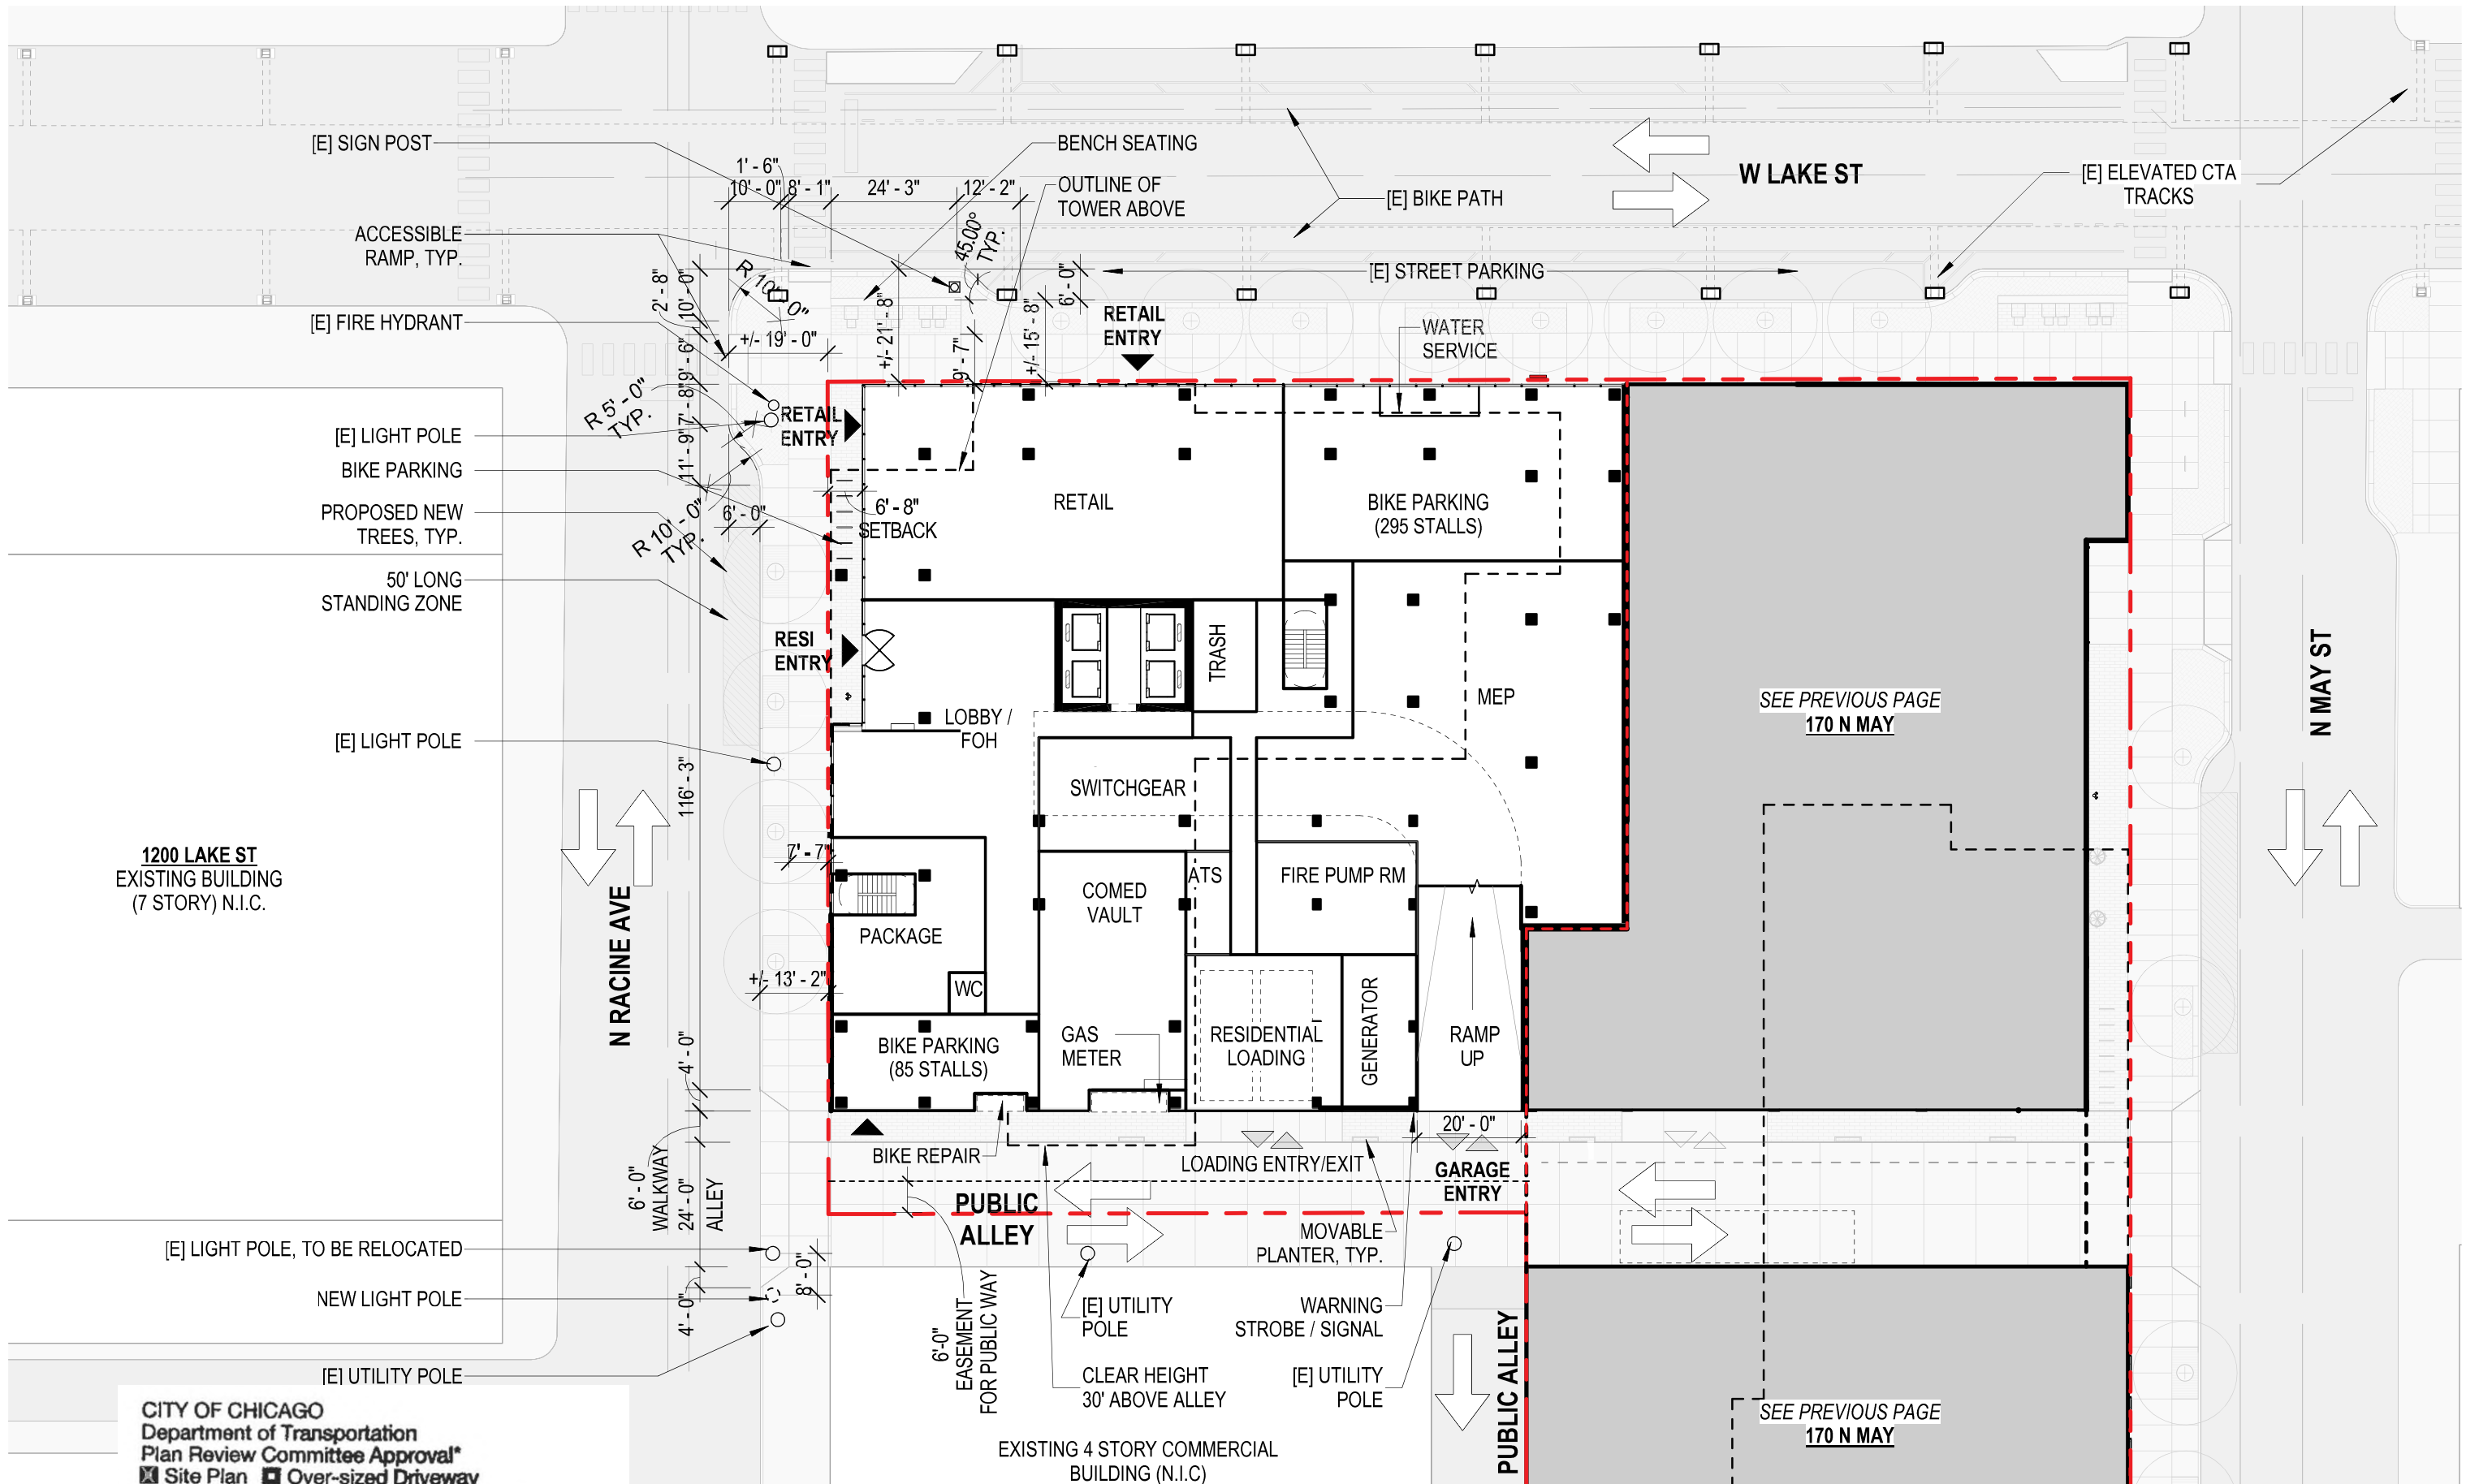 [E] SIGN POST
ACCESSIBLE
RAMP, TYP.
[E] FIRE HYDRANT
[E] LIGHT POLE
BIKE PARKING
PROPOSED NEW
TREES, TYP.
50' LONG
STANDING ZONE
[E] LIGHT POLE
1200 LAKE ST
EXISTING BUILDING
(7 STORY) N.I.C.
N RACINE AVE
[E] LIGHT POLE, TO BE RELOCATED
NEW LIGHT POLE
[E] UTILITY POLE
CITY OF CHICAGO
Department of Transportation
Plan Review Committee Approval*
Site Plan Over-sized Driveway
1' - 6"
10' - 0" 8' - 1" 24' - 3" 12' - 2"
45.00°
TYP.
2' - 8"
10' - 0"
R 10' - 0"
+/- 19' - 0"
+/- 21' - 8"
9' - 7"
+/- 15' - 8"
6' - 0"
9' - 6"
7' - 8"
11' - 9"
R 5' - 0"
TYP.
R 10' - 0"
TYP.
6' - 0"
6' - 8"
SETBACK
116' - 3"
7' - 7"
+/- 13' - 2"
4' - 0"
6' - 0"
WALKWAY
24' - 0"
ALLEY
4' - 0"
8' - 0"
BENCH SEATING
OUTLINE OF
TOWER ABOVE
[E] BIKE PATH
W LAKE ST
[E] ELEVATED CTA
TRACKS
[E] STREET PARKING
RETAIL
ENTRY
WATER
SERVICE
RETAIL
ENTRY
RETAIL
BIKE PARKING
(295 STALLS)
RESI
ENTRY
TRASH
LOBBY /
FOH
MEP
SWITCHGEAR
COMED
VAULT
ATS
FIRE PUMP RM
PACKAGE
WC
BIKE PARKING
(85 STALLS)
GAS
METER
RESIDENTIAL
LOADING
GENERATOR
RAMP
UP
20' - 0"
BIKE REPAIR
LOADING ENTRY/EXIT
GARAGE
ENTRY
PUBLIC
ALLEY
MOVABLE
PLANTER, TYP.
6'-0"
EASEMENT
FOR PUBLIC WAY
[E] UTILITY
POLE
WARNING
STROBE / SIGNAL
CLEAR HEIGHT
30' ABOVE ALLEY
[E] UTILITY
POLE
EXISTING 4 STORY COMMERCIAL
BUILDING (N.I.C)
PUBLIC ALLEY
SEE PREVIOUS PAGE
170 N MAY
N MAY ST
SEE PREVIOUS PAGE
170 N MAY